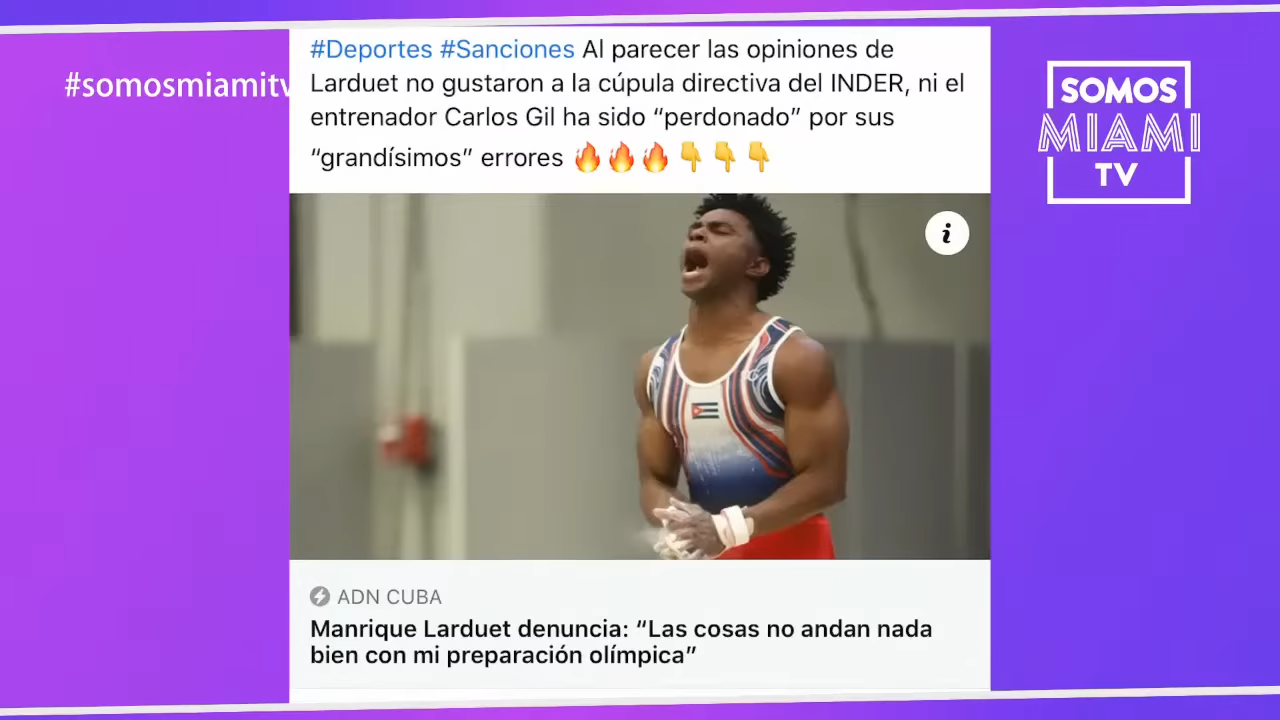 #somosmiamitv
#Deportes #Sanciones Al parecer las opiniones de
Larduet no gustaron a la cúpula directiva del INDER, ni el
entrenador Carlos Gil ha sido “perdonado” por sus
“grandísimos” errores 🔥🔥🔥👇👇👇
i
SOMOS
MIAMI
TV
ADN CUBA
Manrique Larduet denuncia: “Las cosas no andan nada
bien con mi preparación olímpica”